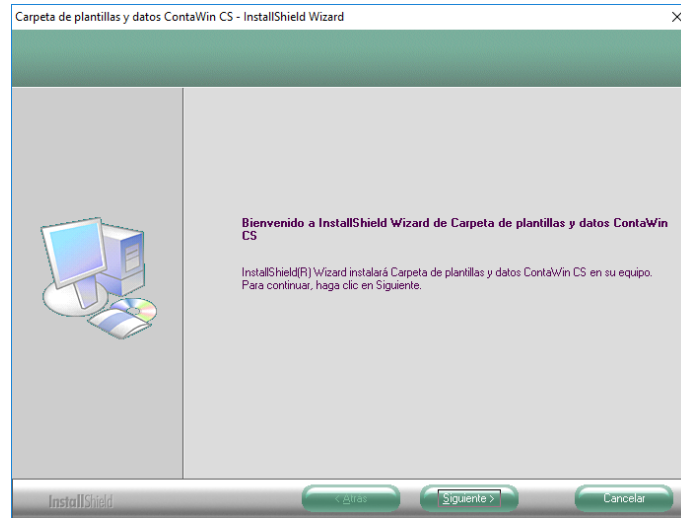 Carpeta de plantillas y datos ContaWin CS - InstallShield Wizard
Bienvenido a InstallShield Wizard de Carpeta de plantillas y datos ContaWin
CS
InstallShield(R) Wizard instalará Carpeta de plantillas y datos ContaWin CS en su equipo.
Para continuar, haga clic en Siguiente.
InstallShield
< Atrás
Siguiente >
Cancelar